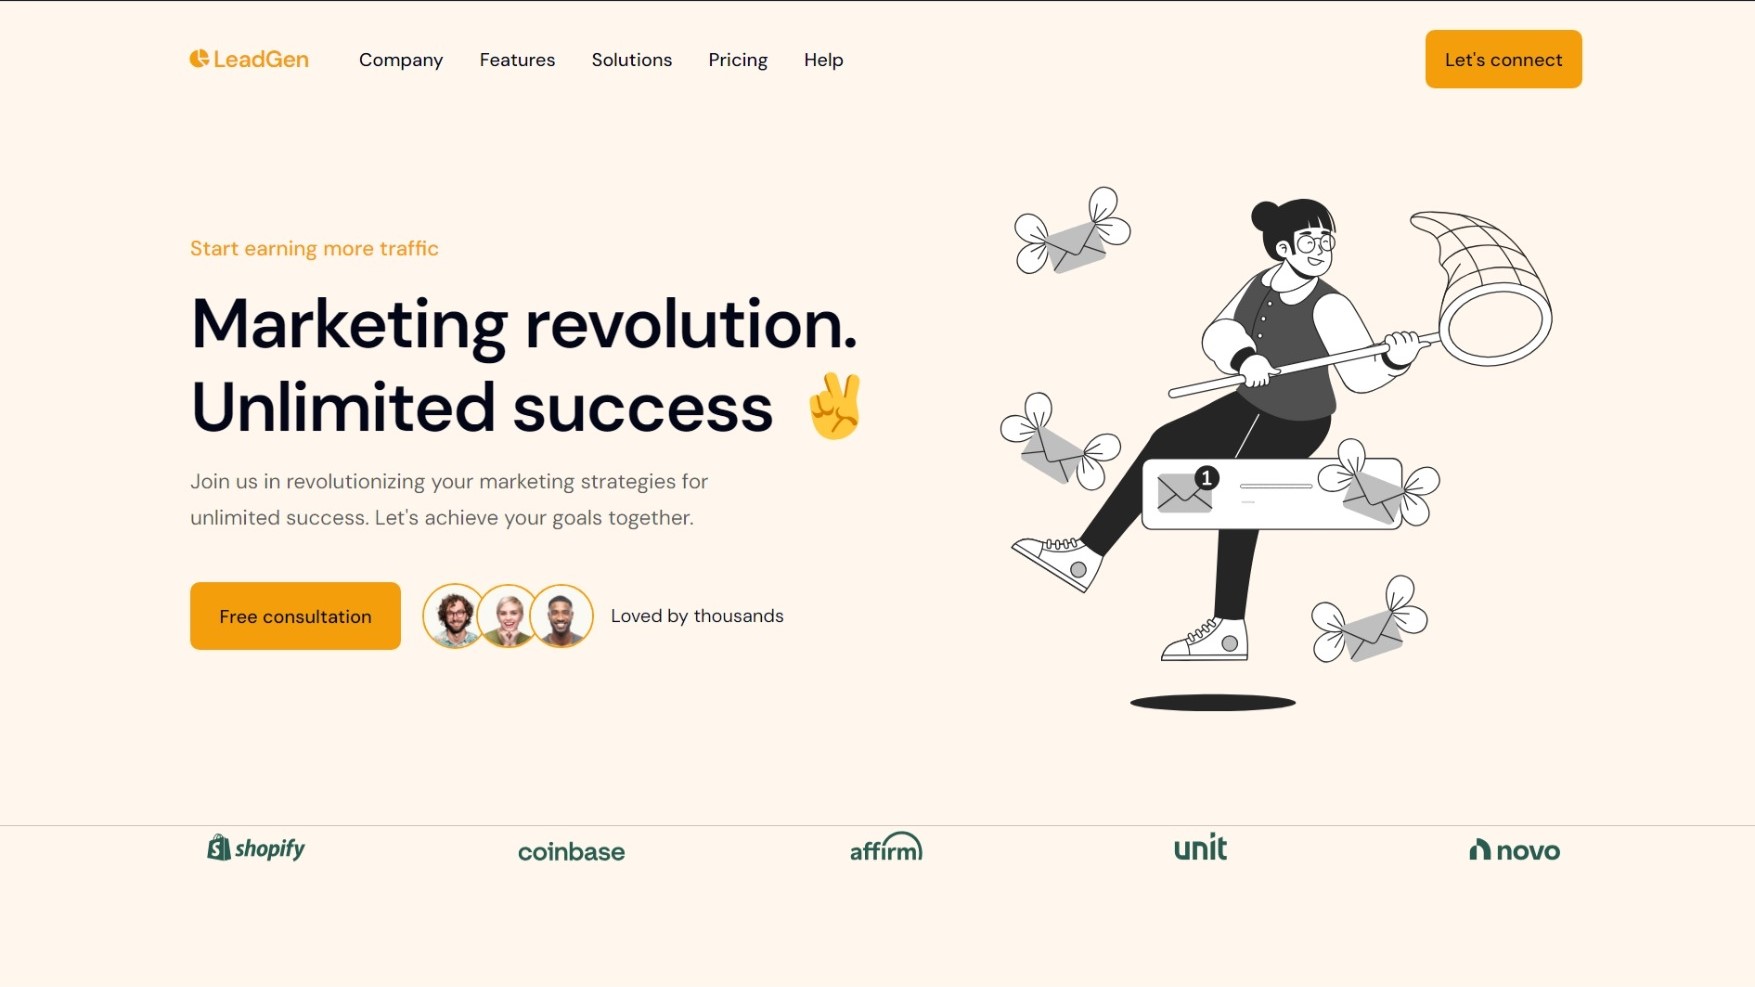 LeadGen
Company
Features
Solutions
Pricing
Help
Let's connect
Start earning more traffic
Marketing revolution.
Unlimited success ✌
Join us in revolutionizing your marketing strategies for
unlimited success. Let's achieve your goals together.
Free consultation
Loved by thousands
1
shopify
coinbase
affirm
unit
novo